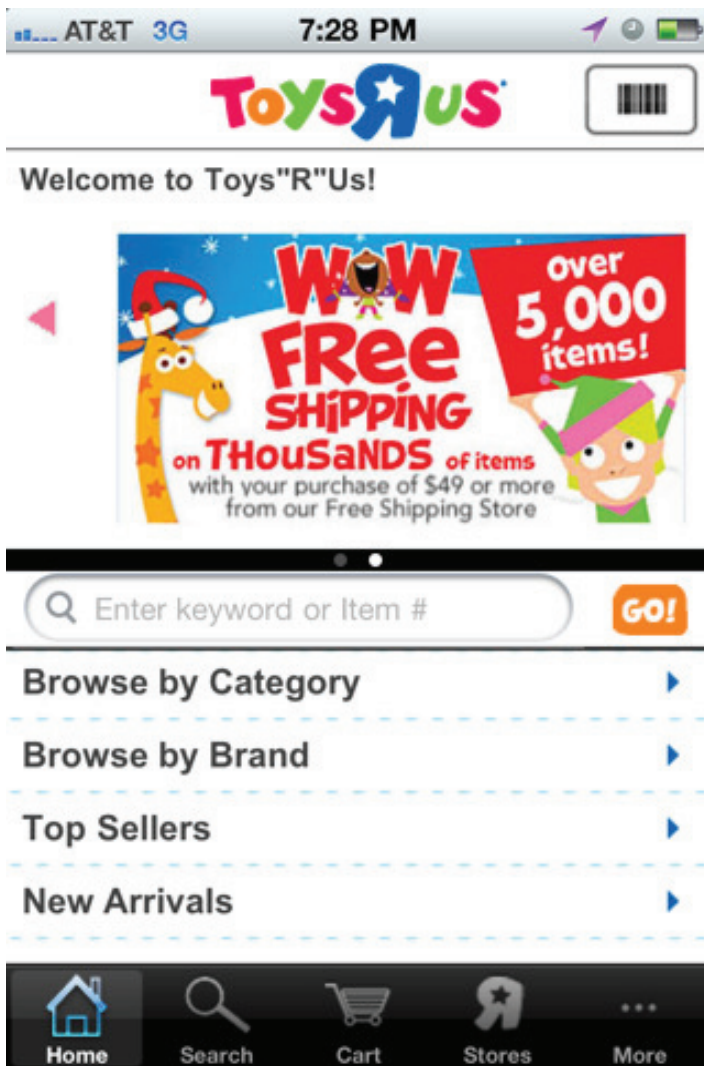 AT&T 3G 7:28 PM
ToysRus
Welcome to Toys"R"Us!
WOW
FRee
SHiPPiNG
on THouSaNDS of items
with your purchase of $49 or more
from our Free Shipping Store
Over
5,000
items!
Enter keyword or Item #
GO!
Browse by Category
Browse by Brand
Top Sellers
New Arrivals
Home Search Cart Stores More